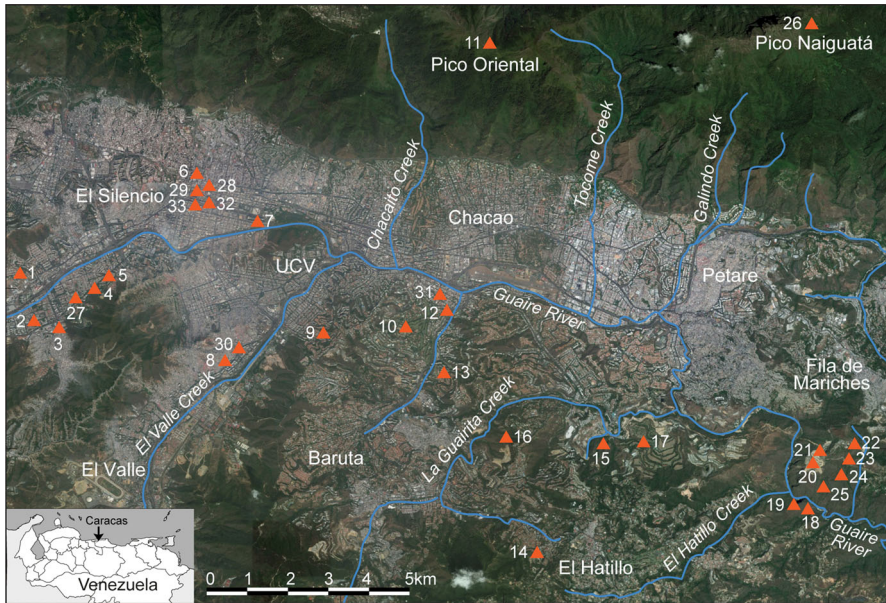 26
11
Pico Naiguatá
Pico Oriental
Chacaito Creek
Tocome Creek
Galindo Creek
6
28
29
El Silencio
33
32
7
Chacao
UCV
Petare
1
5
4
27
2
3
31
12
Guaire River
9
10
30
8
13
El Valle Creek
Fila de
Mariches
La Guairita Creek
16
15
17
21
22
23
20
24
25
Baruta
El Valle
19
18
Guaire
River
El Hatillo Creek
14
El Hatillo
Caracas
Venezuela
0 1 2 3 4 5km